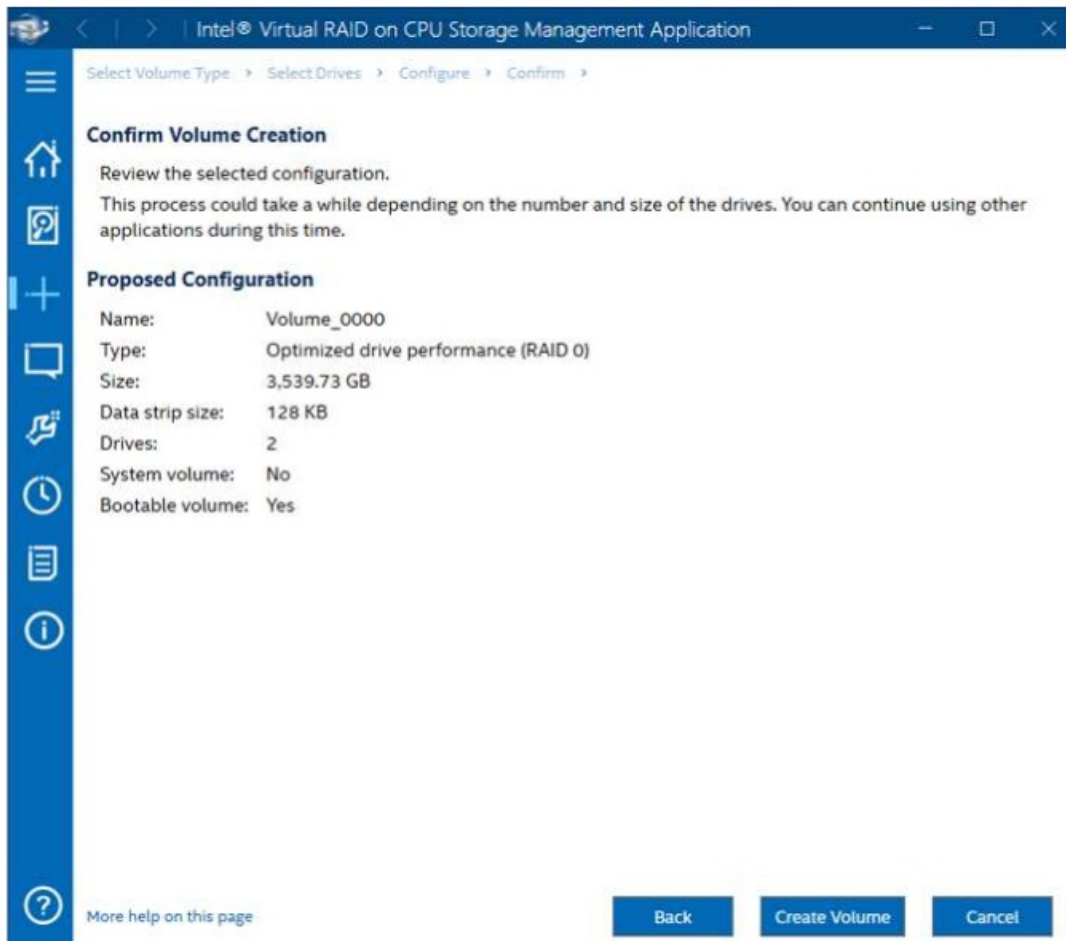 Intel® Virtual RAID on CPU Storage Management Application
Select Volume Type > Select Drives > Configure > Confirm >
Confirm Volume Creation
Review the selected configuration.
This process could take a while depending on the number and size of the drives. You can continue using other
applications during this time.
Proposed Configuration
Name: Volume_0000
Type: Optimized drive performance (RAID 0)
Size: 3,539.73 GB
Data strip size: 128 KB
Drives: 2
System volume: No
Bootable volume: Yes
More help on this page
Back Create Volume Cancel